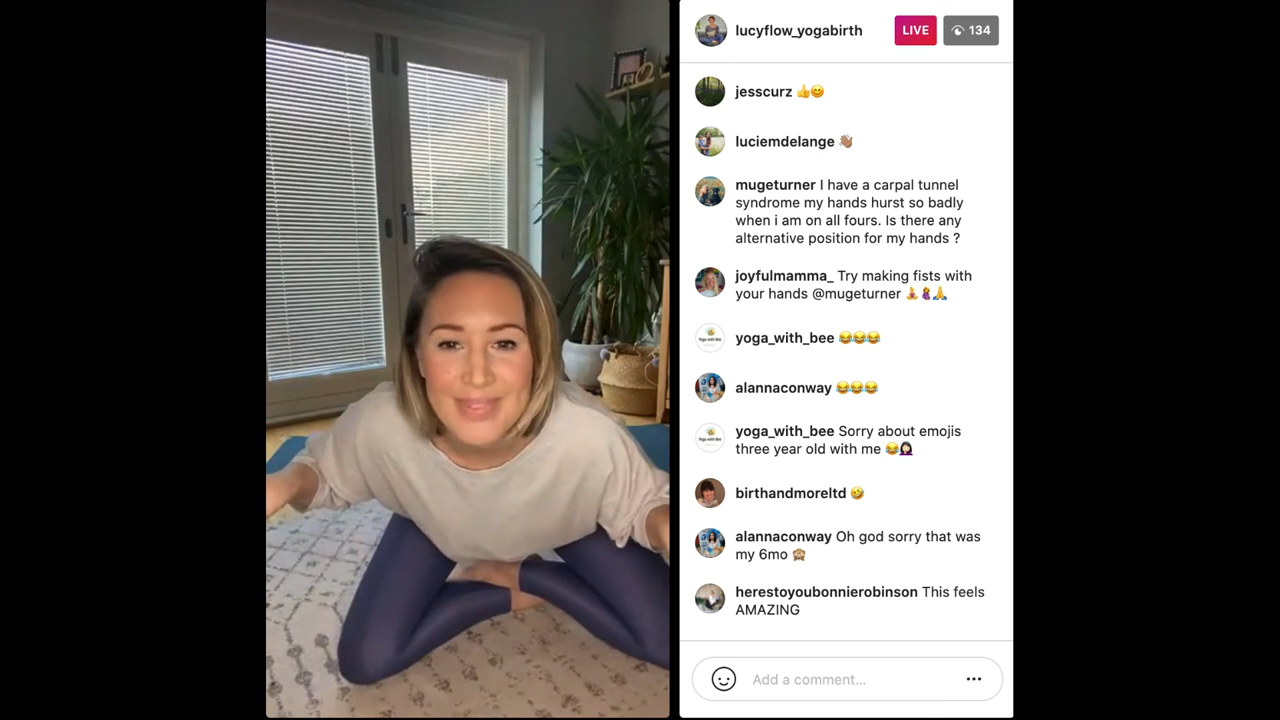 lucyflow_yogabirth LIVE 134
jesscurz 👍😊
luciemdelange 👋🏽
mugeturner I have a carpal tunnel
syndrome my hands hurst so badly
when i am on all fours. Is there any
alternative position for my hands ?
joyfulmamma_ Try making fists with
your hands @mugeturner 🧘🏼‍♀️🤰🙏
yoga_with_bee 😂😂😂
alannaconway 😂😂😂
yoga_with_bee Sorry about emojis
three year old with me 😂🤦🏻‍♀️
birthandmoreltd 🤣
alannaconway Oh god sorry that was
my 6mo 🙈
herestoyoubonnierobinson This feels
AMAZING
Add a comment...